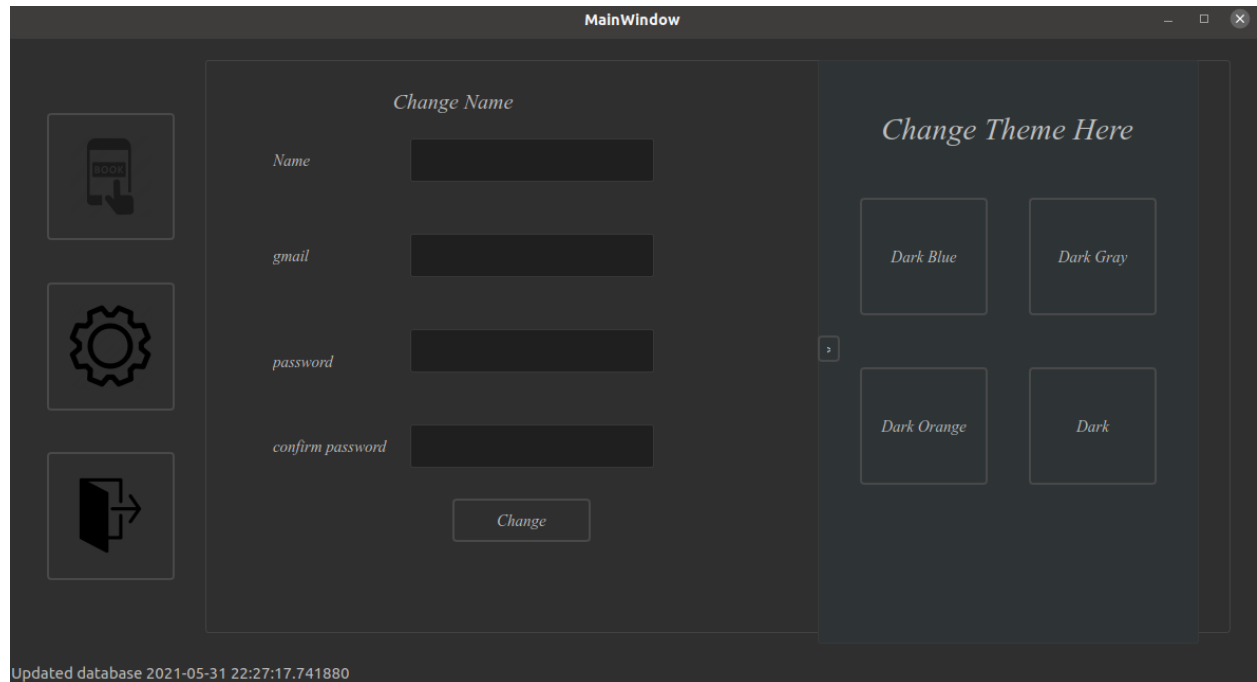 MainWindow
BOOK
Change Name
Name
gmail
password
confirm password
Change
Change Theme Here
Dark Blue
Dark Gray
>
Dark Orange
Dark
Updated database 2021-05-31 22:27:17.741880